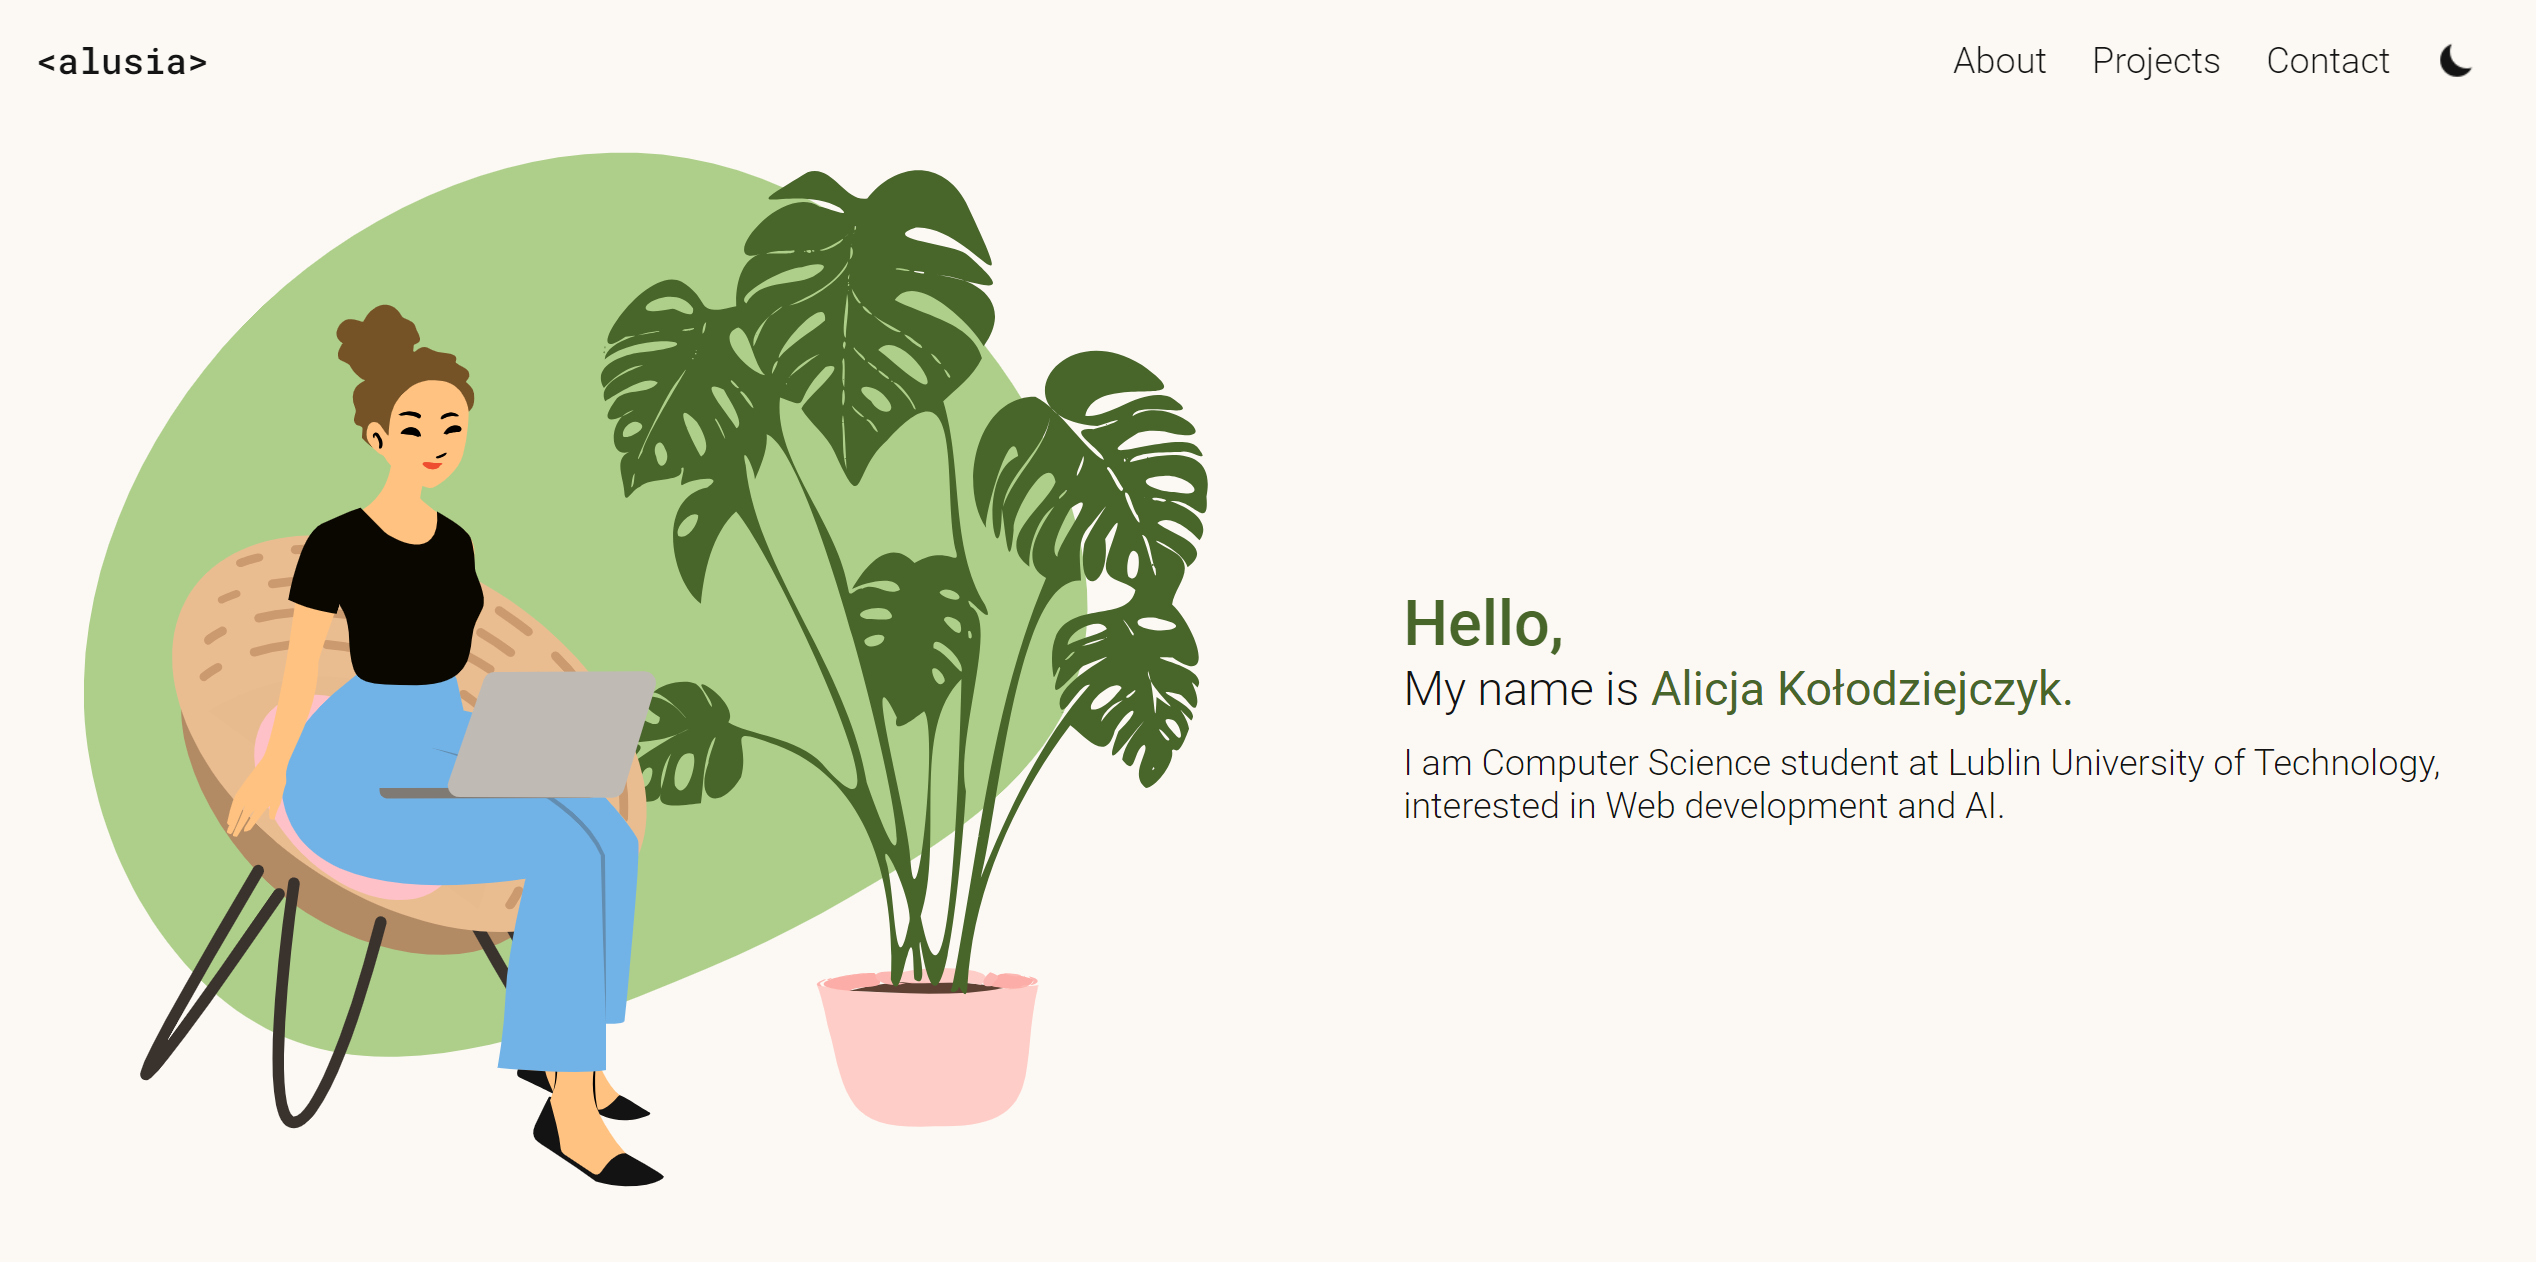 <alusia>
About Projects Contact
Hello,
My name is Alicja Kołodziejczyk.
I am Computer Science student at Lublin University of Technology,
interested in Web development and AI.